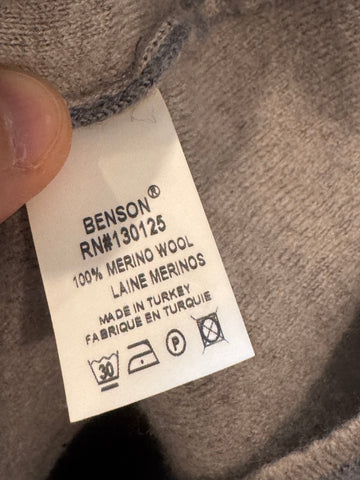 BENSON®
RN#130125
100% MERINO WOOL
LAINE MERINOS
MADE IN TURKEY
FABRIQUE EN TURQUIE
30 P